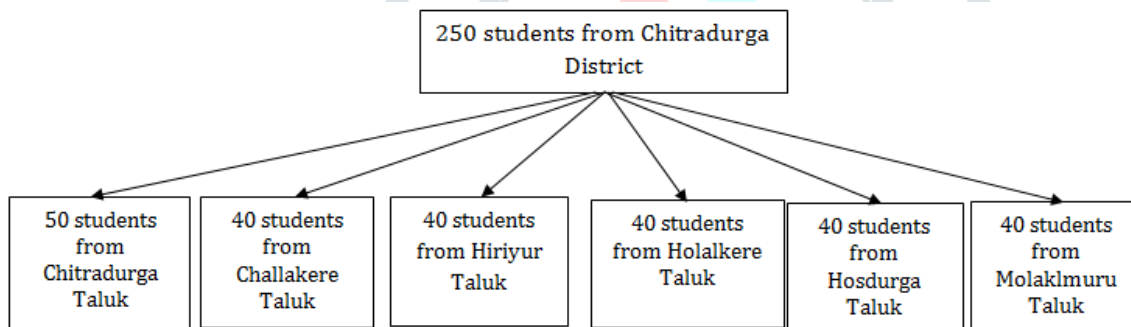 250 students from Chitradurga
District
50 students
from
Chitradurga
Taluk
40 students
from
Challakere
Taluk
40 students
from Hiriyur
Taluk
40 students
from Holalkere
Taluk
40 students
from
Hosdurga
Taluk
40 students
from
Molaklmuru
Taluk